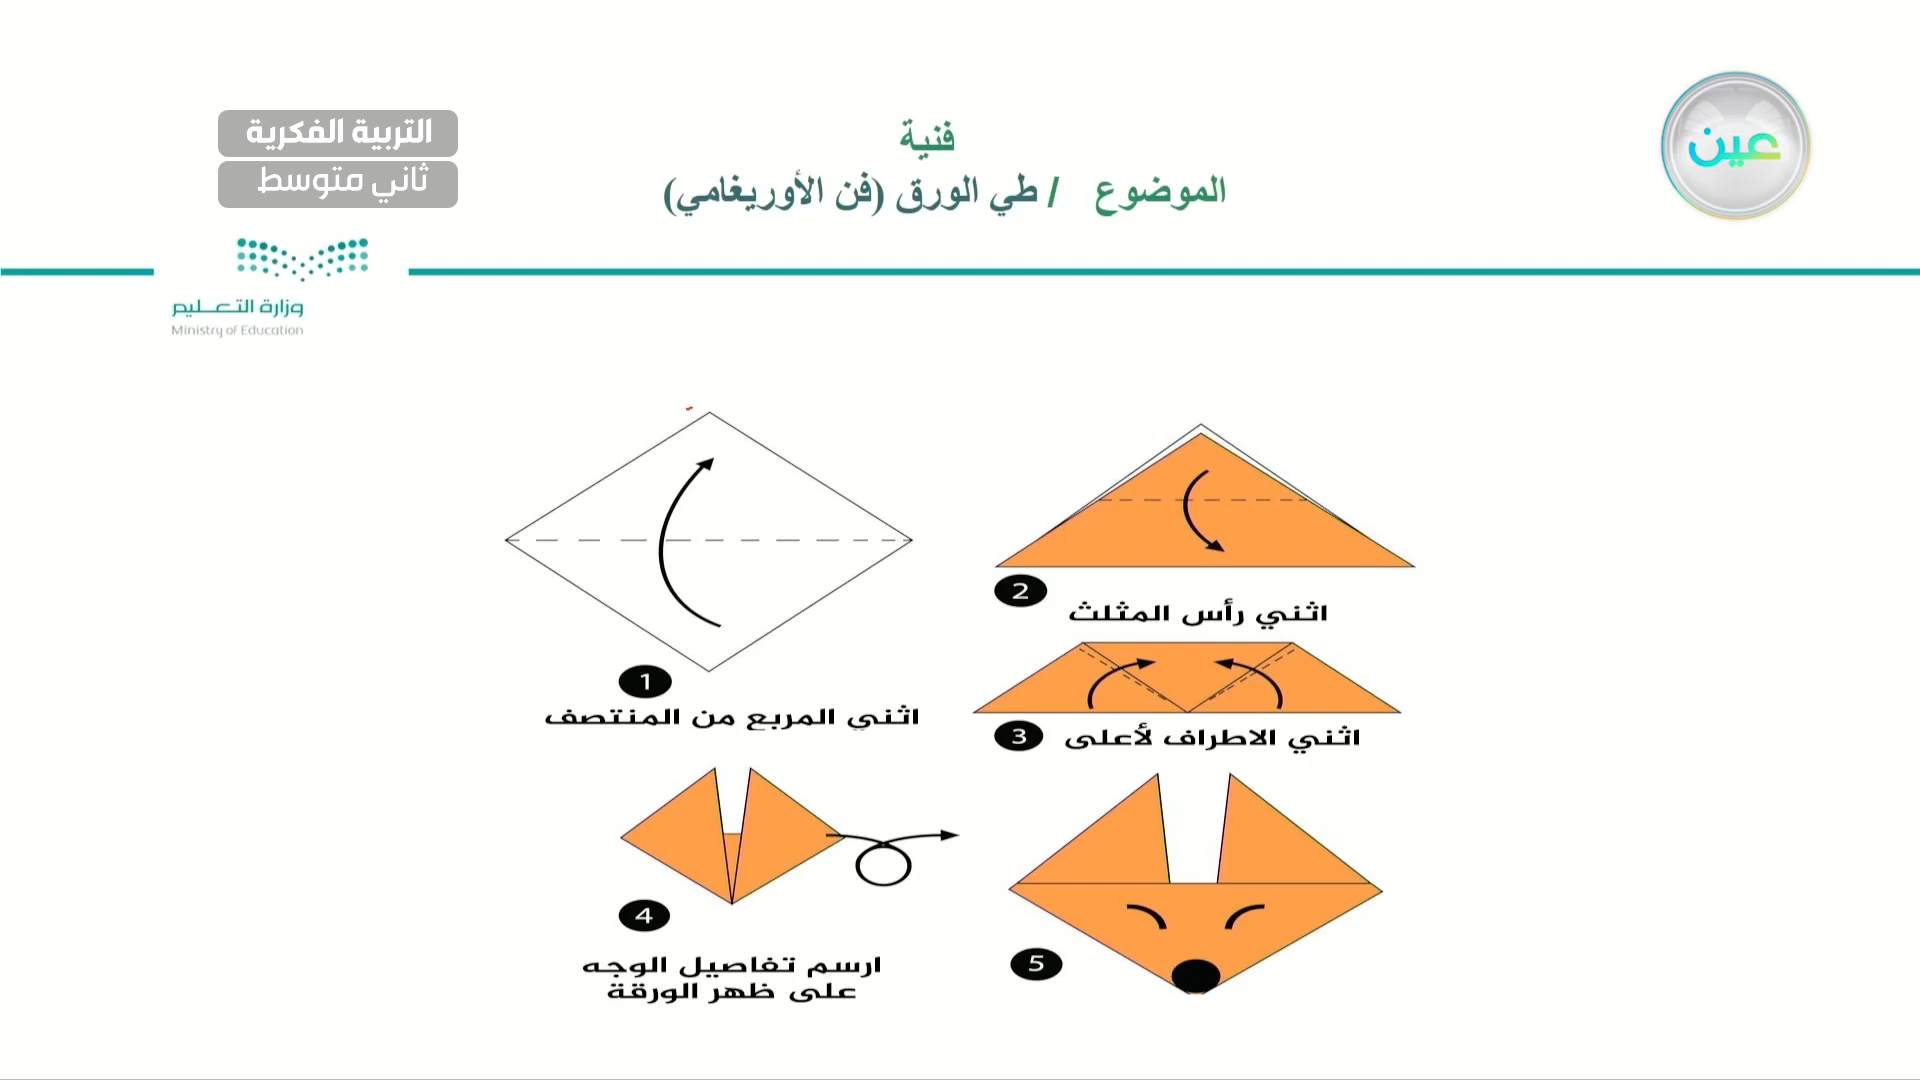 عين
فنية
الموضوع / طي الورق (فن الأوريغامي)
التربية الفكرية
ثاني متوسط
وزارة التعليم
Ministry of Education
1
اثني المربع من المنتصف
2
اثني رأس المثلث
3
اثني الاطراف لأعلى
4
ارسم تفاصيل الوجه
على ظهر الورقة
5